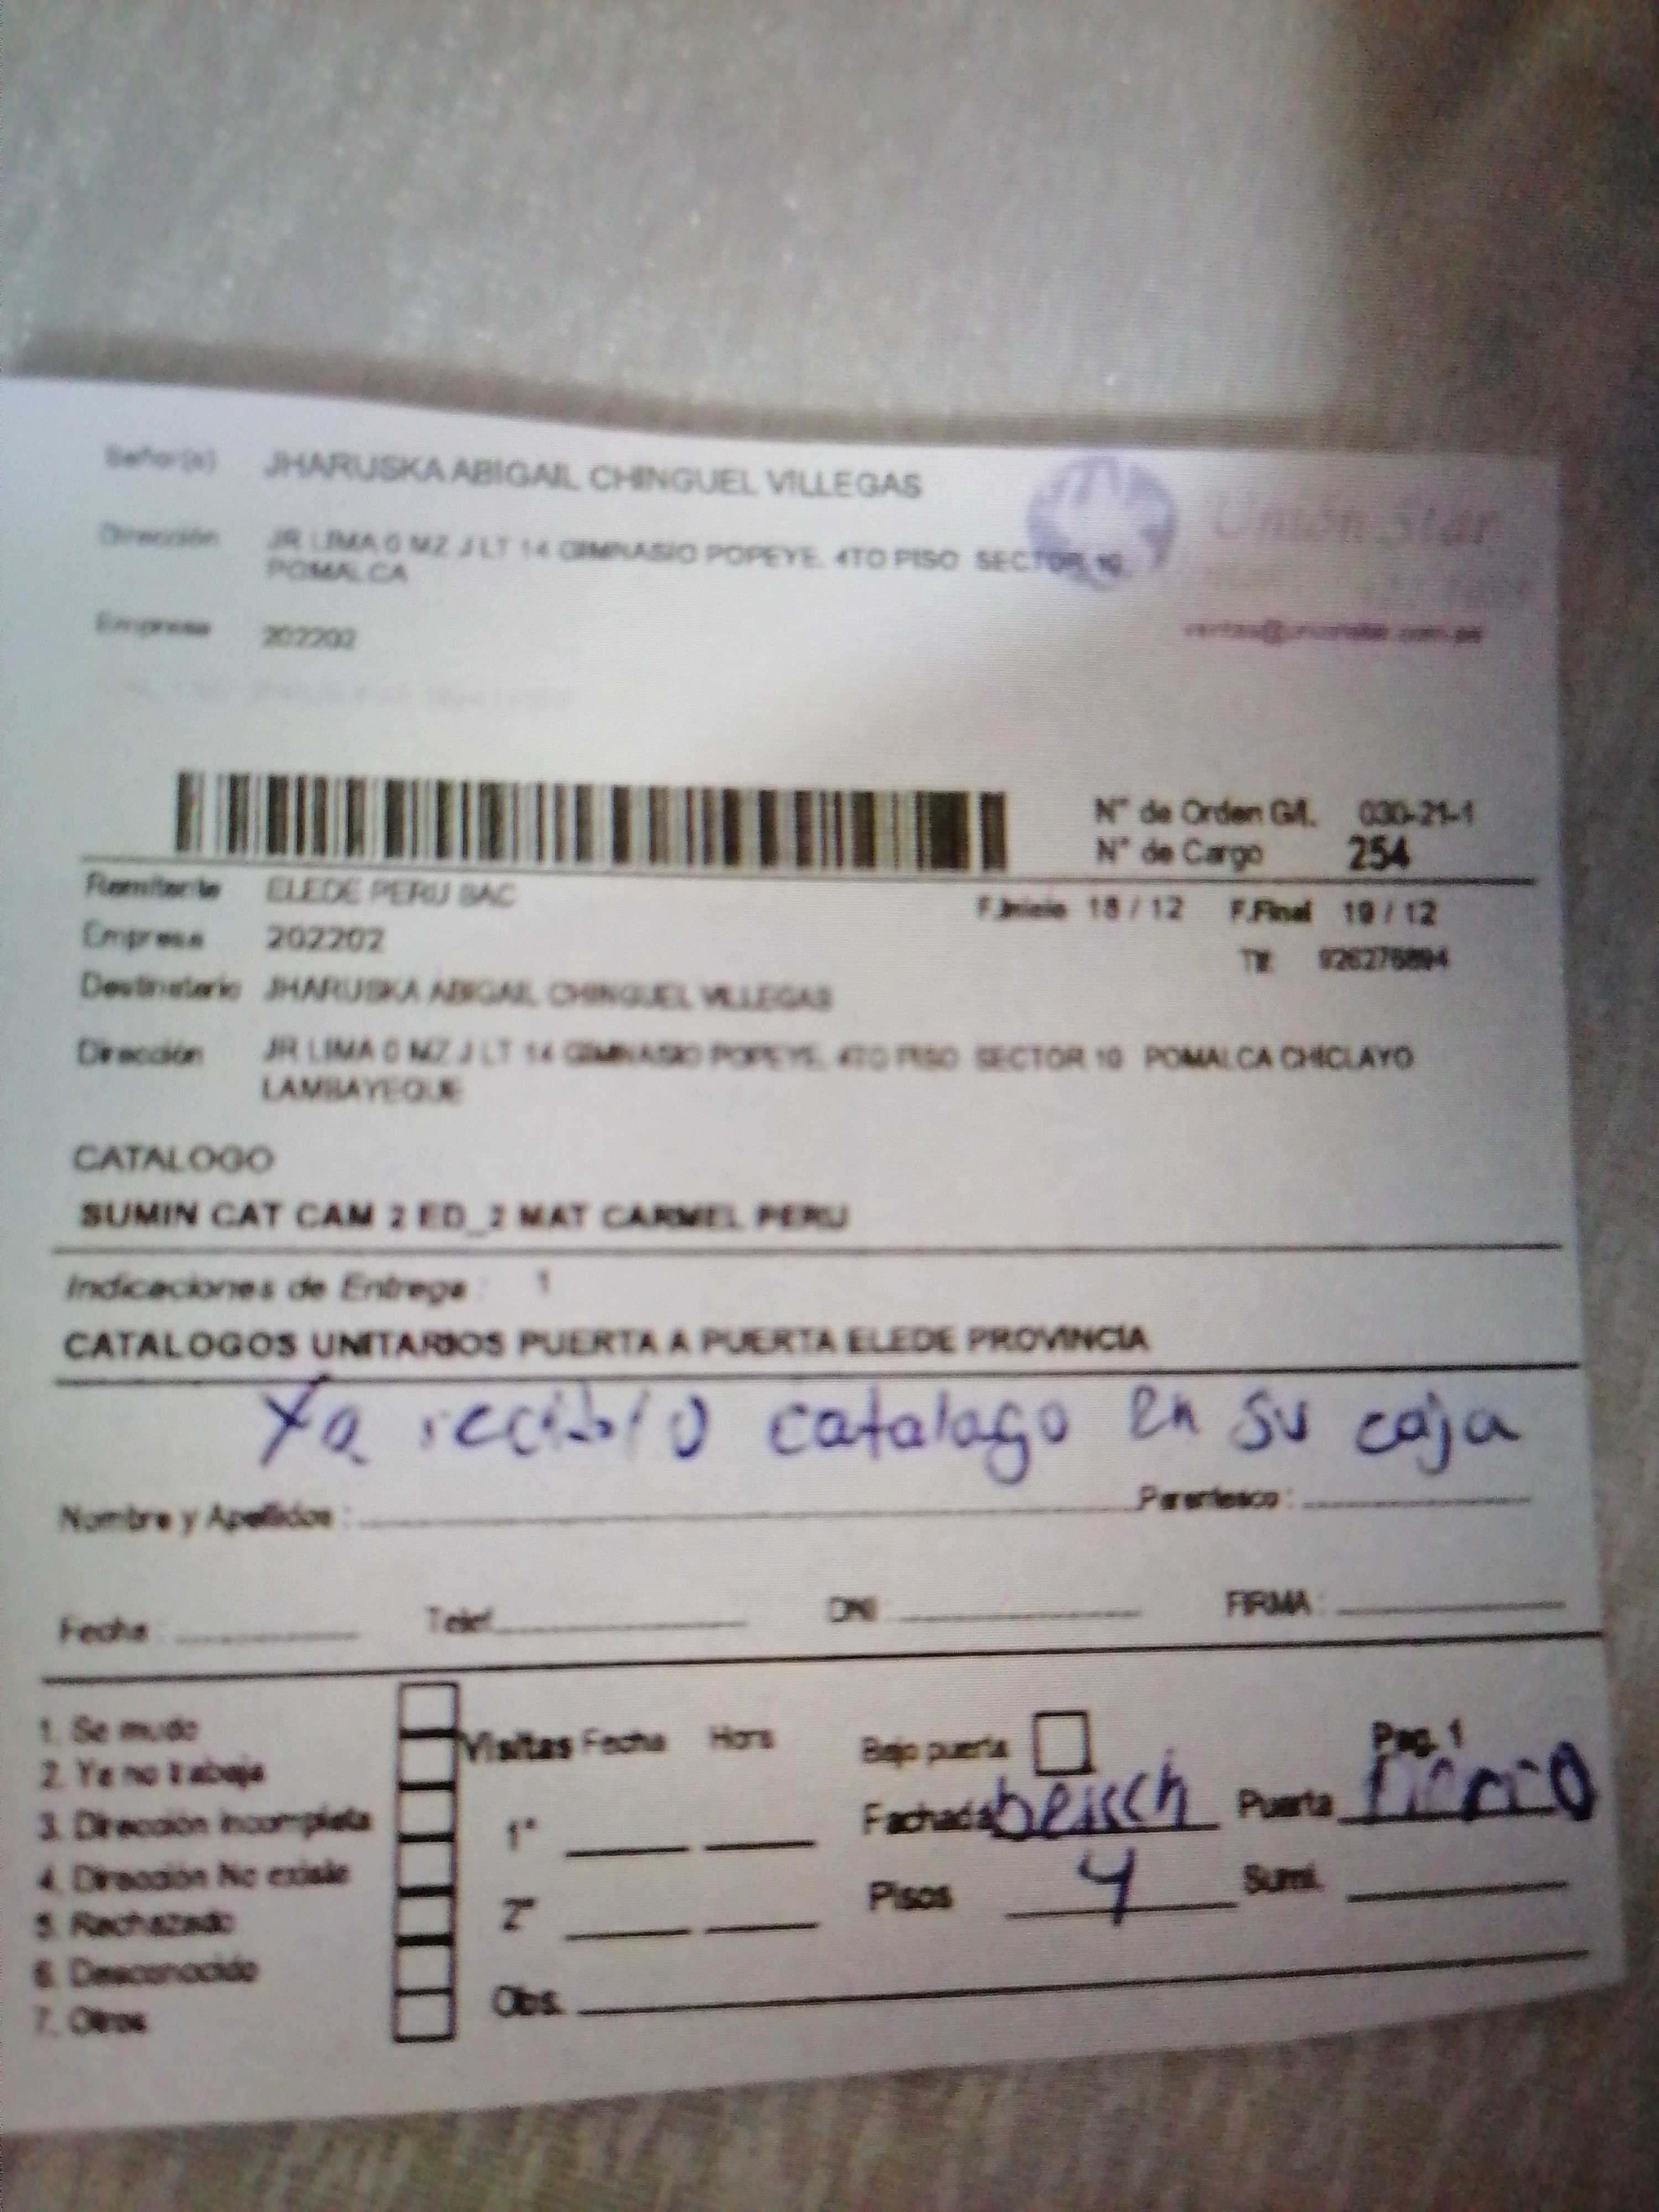 Señor(a) JHARUSKA ABIGAIL CHINGUEL VILLEGAS
Unión Star
Dirección JR LIMA 0 MZ J LT 14 GIMNASIO POPEYE. 4TO PISO SECTOR 10
POMALCA
Empresa 202202
N° de Orden G/I. 030-21-1
N° de Cargo 254
Remitente ELEDE PERU SAC
F.Inicio 18 / 12 F.Final 19 / 12
Empresa 202202
Tlf.
Destinatario JHARUSKA ABIGAIL CHINGUEL VILLEGAS
Dirección JR LIMA 0 MZ J LT 14 GIMNASIO POPEYE. 4TO PISO SECTOR 10 POMALCA CHICLAYO
LAMBAYEQUE
CATALOGO
SUMIN CAT CAM 2 ED_2 MAT CARMEL PERU
Indicaciones de Entrega : 1
CATALOGOS UNITARIOS PUERTA A PUERTA ELEDE PROVINCIA
Ya recibio catalago en su caja
Nombre y Apellidos : Parentesco :
Fecha : Telef. DNI : FIRMA :
1. Se mudo
2. Ya no trabaja
3. Dirección incompleta
4. Dirección No existe
5. Rechazado
6. Desconocido
7. Otros
Visitas Fecha Hora
1°
2°
Obs.
Bajo puerta Pag. 1
Fachada Puerta
Pisos 4 Sumi.